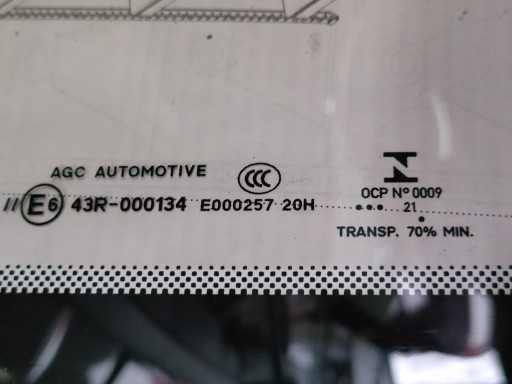 AGC AUTOMOTIVE
CCC
OCP Nº 0009
// E6 43R-000134 E000257 20H ... 21
TRANSP. 70% MIN.